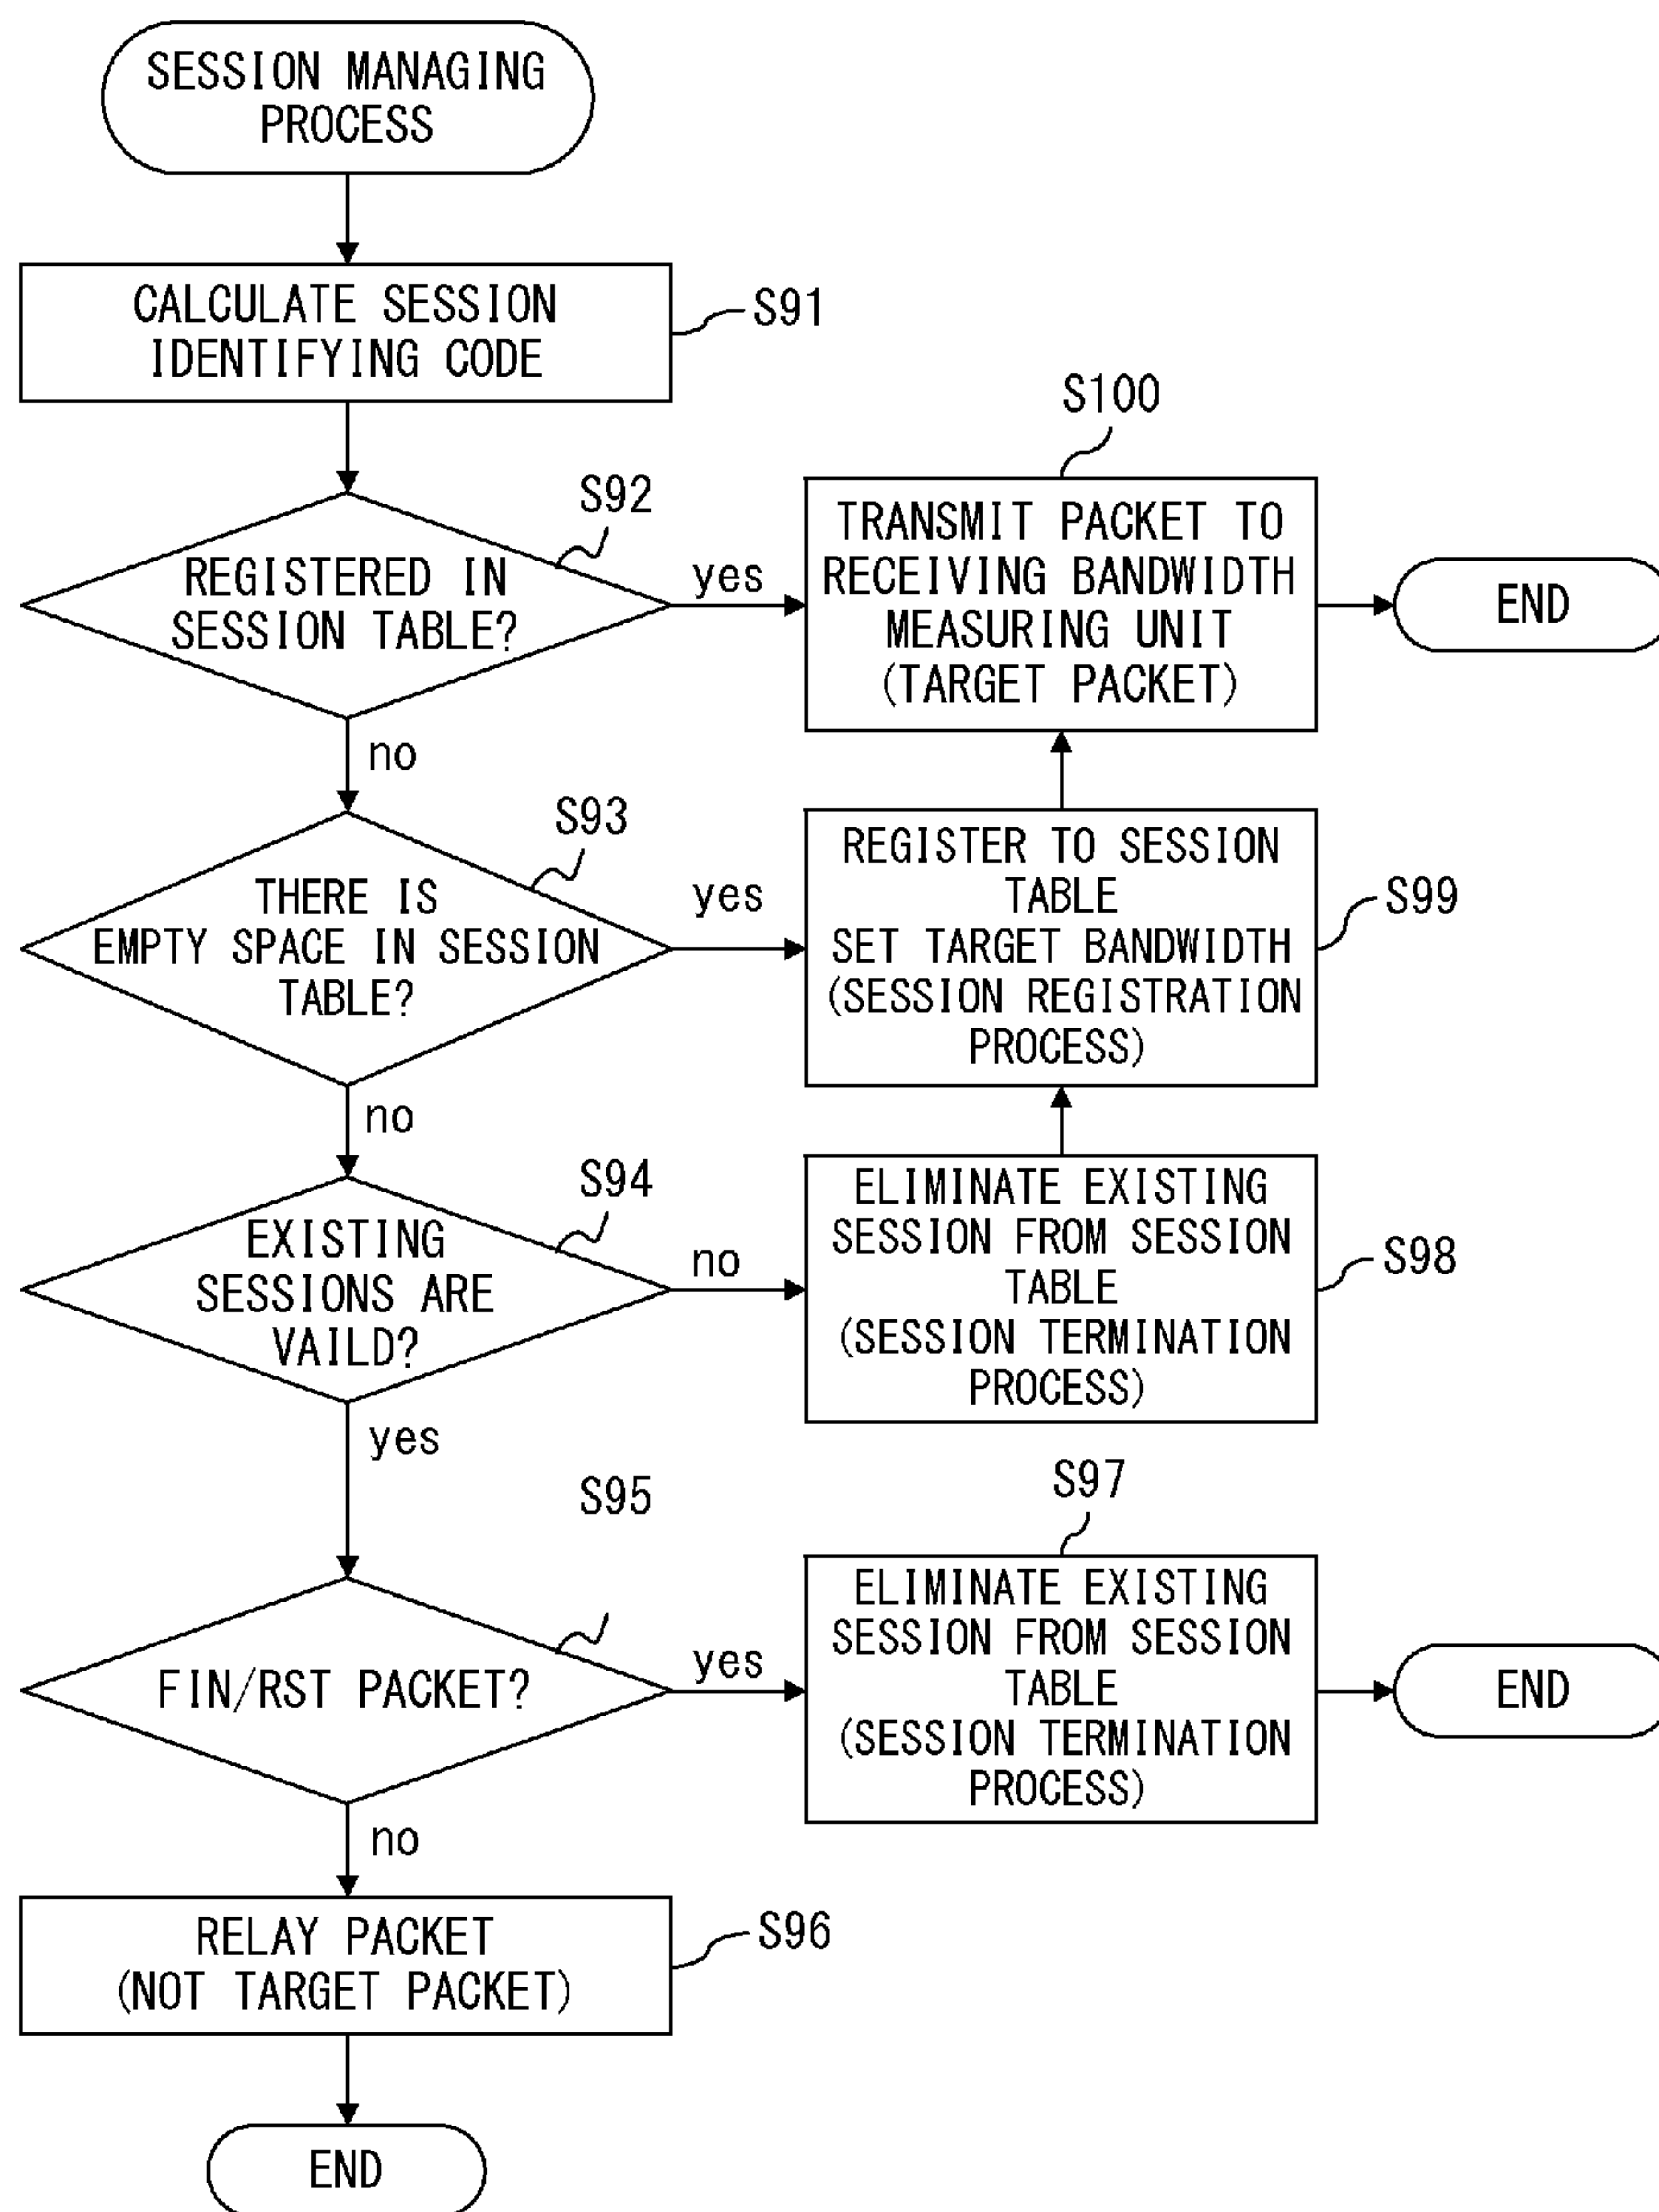 SESSION MANAGING
PROCESS
CALCULATE SESSION
IDENTIFYING CODE
S91
S100
S92
REGISTERED IN
SESSION TABLE?
yes
TRANSMIT PACKET TO
RECEIVING BANDWIDTH
MEASURING UNIT
(TARGET PACKET)
END
no
S93
THERE IS
EMPTY SPACE IN SESSION
TABLE?
yes
REGISTER TO SESSION
TABLE
SET TARGET BANDWIDTH
(SESSION REGISTRATION
PROCESS)
S99
no
S94
EXISTING
SESSIONS ARE
VAILD?
no
ELIMINATE EXISTING
SESSION FROM SESSION
TABLE
(SESSION TERMINATION
PROCESS)
S98
yes
S95
S97
FIN/RST PACKET?
yes
ELIMINATE EXISTING
SESSION FROM SESSION
TABLE
(SESSION TERMINATION
PROCESS)
END
no
RELAY PACKET
(NOT TARGET PACKET)
S96
END